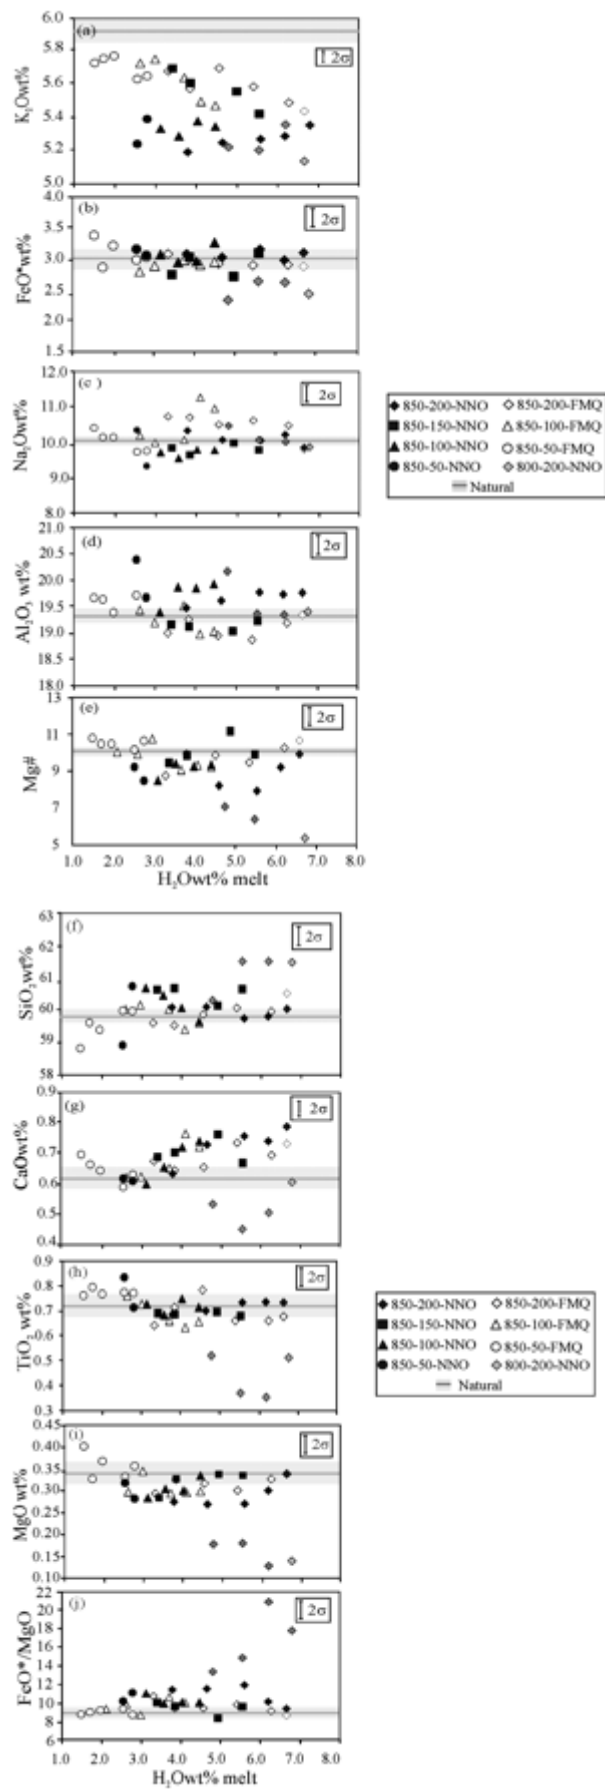 (a)
2σ
K₂Owt%
6.0
5.8
5.6
5.4
5.2
5.0
(b)
2σ
FeO*wt%
4.0
3.5
3.0
2.5
2.0
1.5
(c )
2σ
Na₂Owt%
12.0
11.0
10.0
9.0
8.0
850-200-NNO
850-200-FMQ
850-150-NNO
850-100-FMQ
850-100-NNO
850-50-FMQ
850-50-NNO
800-200-NNO
Natural
(d)
2σ
Al₂O₃ wt%
21.0
20.0
19.0
18.0
(e)
2σ
Mg#
13
11
9
7
5
1.0 2.0 3.0 4.0 5.0 6.0 7.0 8.0
H₂Owt% melt
(f)
2σ
SiO₂wt%
62
61
60
59
58
(g)
2σ
CaOwt%
0.9
0.8
0.7
0.6
0.5
0.4
(h)
2σ
TiO₂ wt%
0.9
0.8
0.7
0.6
0.5
0.4
0.3
850-200-NNO
850-200-FMQ
850-150-NNO
850-100-FMQ
850-100-NNO
850-50-FMQ
850-50-NNO
800-200-NNO
Natural
(i)
2σ
MgO wt%
0.45
0.40
0.35
0.30
0.25
0.20
0.15
0.10
(j)
2σ
FeO*/MgO
22
20
18
16
14
12
10
8
6
1.0 2.0 3.0 4.0 5.0 6.0 7.0 8.0
H₂Owt% melt